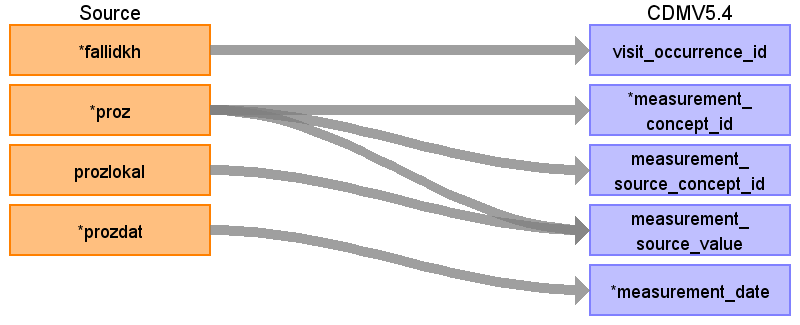 Source
CDMV5.4
*fallidkh
visit_occurrence_id
*proz
*measurement_
concept_id
prozlokal
measurement_
source_concept_id
*prozdat
measurement_
source_value
*measurement_date